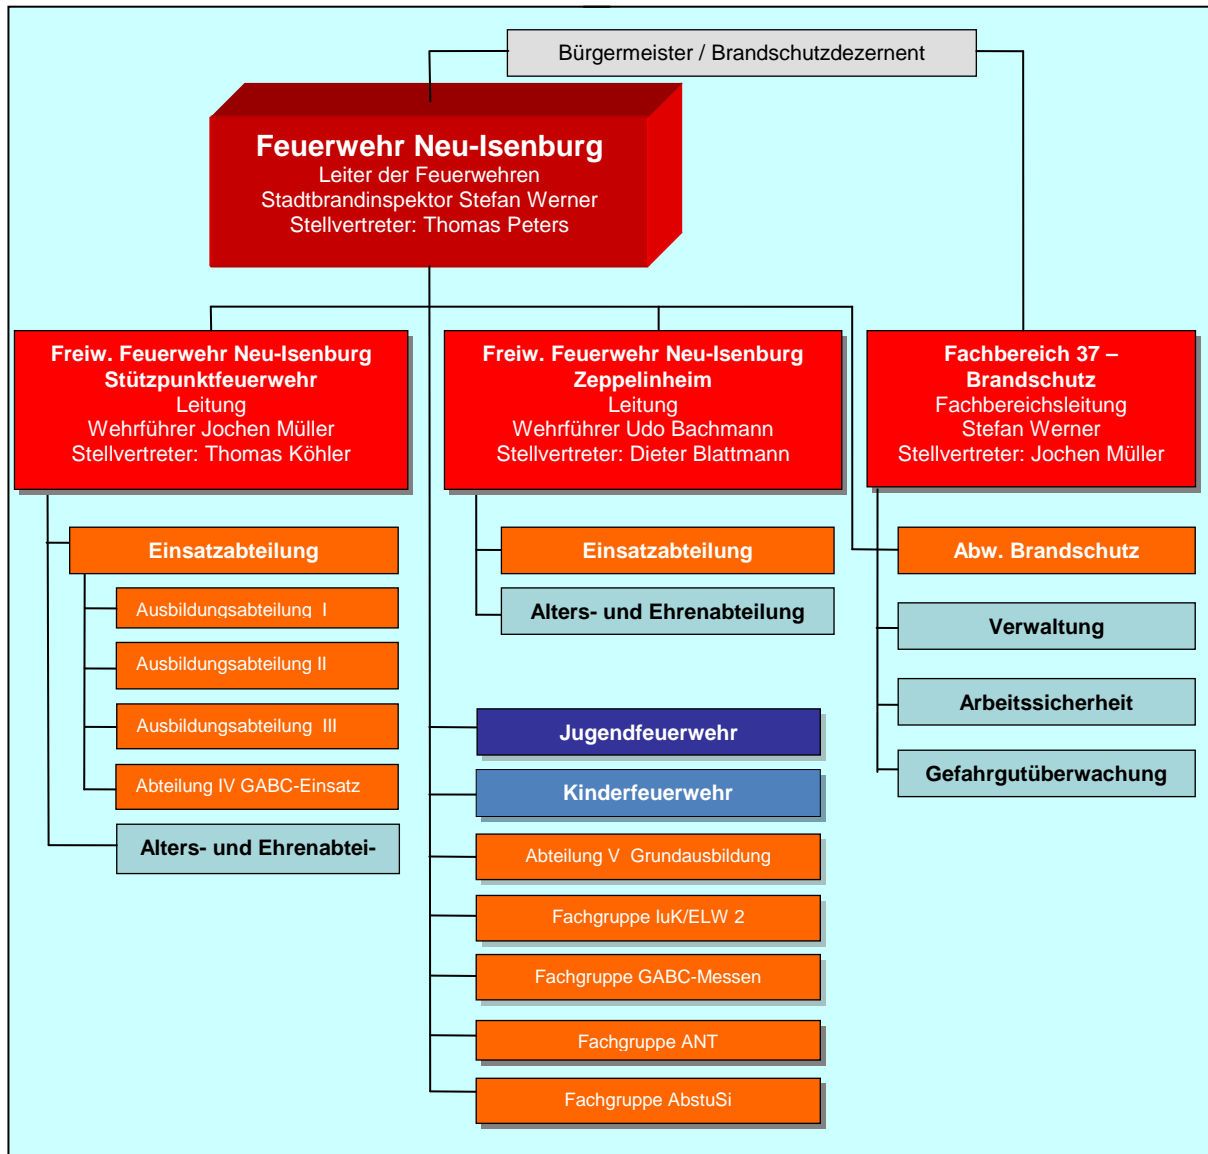 Bürgermeister / Brandschutzdezernent
Feuerwehr Neu-Isenburg
Leiter der Feuerwehren
Stadtbrandinspektor Stefan Werner
Stellvertreter: Thomas Peters
Freiw. Feuerwehr Neu-Isenburg
Stützpunktfeuerwehr
Leitung
Wehrführer Jochen Müller
Stellvertreter: Thomas Köhler
Freiw. Feuerwehr Neu-Isenburg
Zeppelinheim
Leitung
Wehrführer Udo Bachmann
Stellvertreter: Dieter Blattmann
Fachbereich 37 –
Brandschutz
Fachbereichsleitung
Stefan Werner
Stellvertreter: Jochen Müller
Einsatzabteilung
Ausbildungsabteilung I
Ausbildungsabteilung II
Ausbildungsabteilung III
Abteilung IV GABC-Einsatz
Alters- und Ehrenabtei-
Einsatzabteilung
Alters- und Ehrenabteilung
Jugendfeuerwehr
Kinderfeuerwehr
Abteilung V Grundausbildung
Fachgruppe IuK/ELW 2
Fachgruppe GABC-Messen
Fachgruppe ANT
Fachgruppe AbstuSi
Abw. Brandschutz
Verwaltung
Arbeitssicherheit
Gefahrgutüberwachung